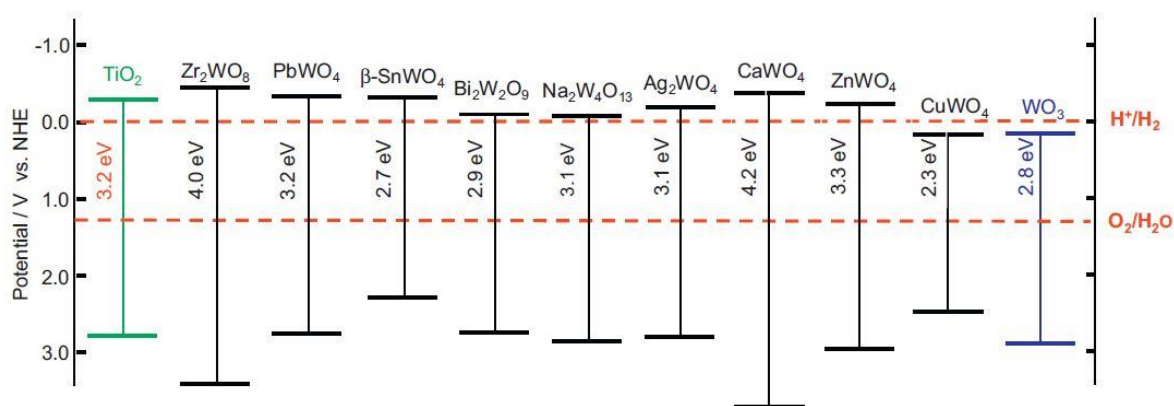 Potential / V vs. NHE
-1.0
0.0
1.0
2.0
3.0
TiO2
Zr2WO8
PbWO4
β-SnWO4
Bi2W2O9
Na2W4O13
Ag2WO4
CaWO4
ZnWO4
CuWO4
WO3
3.2 eV
4.0 eV
3.2 eV
2.7 eV
2.9 eV
3.1 eV
3.1 eV
4.2 eV
3.3 eV
2.3 eV
2.8 eV
H+/H2
O2/H2O